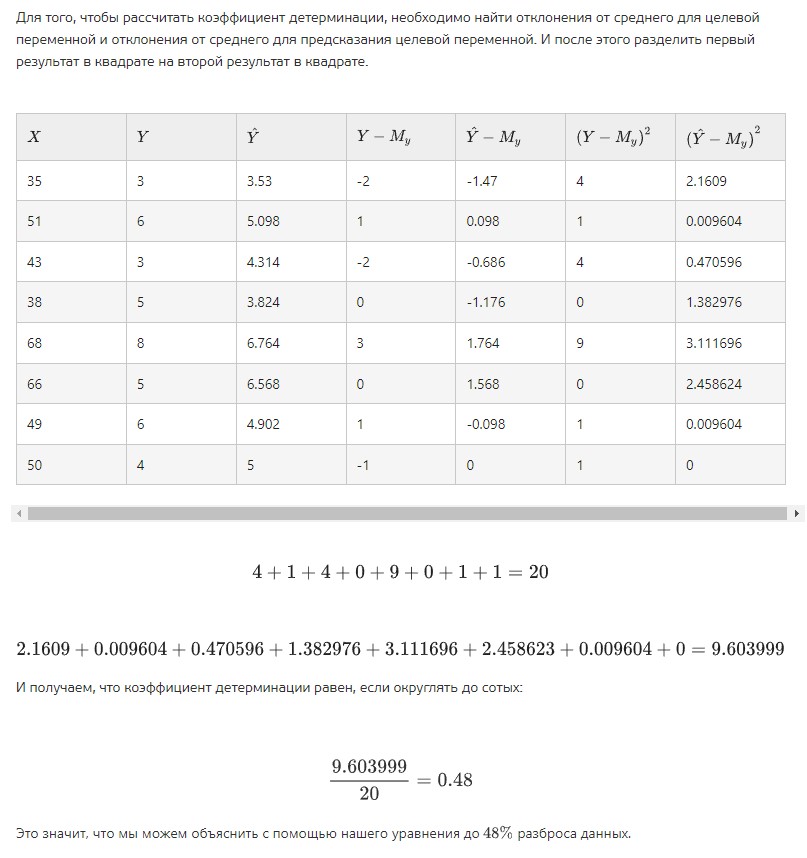 Для того, чтобы рассчитать коэффициент детерминации, необходимо найти отклонения от среднего для целевой
переменной и отклонения от среднего для предсказания целевой переменной. И после этого разделить первый
результат в квадрате на второй результат в квадрате.
X Y Ŷ Y − M_y Ŷ − M_y (Y − M_y)² (Ŷ − M_y)²
35 3 3.53 -2 -1.47 4 2.1609
51 6 5.098 1 0.098 1 0.009604
43 3 4.314 -2 -0.686 4 0.470596
38 5 3.824 0 -1.176 0 1.382976
68 8 6.764 3 1.764 9 3.111696
66 5 6.568 0 1.568 0 2.458624
49 6 4.902 1 -0.098 1 0.009604
50 4 5 -1 0 1 0
4 + 1 + 4 + 0 + 9 + 0 + 1 + 1 = 20
2.1609 + 0.009604 + 0.470596 + 1.382976 + 3.111696 + 2.458623 + 0.009604 + 0 = 9.603999
И получаем, что коэффициент детерминации равен, если округлять до сотых:
9.603999
20
= 0.48
Это значит, что мы можем объяснить с помощью нашего уравнения до 48% разброса данных.